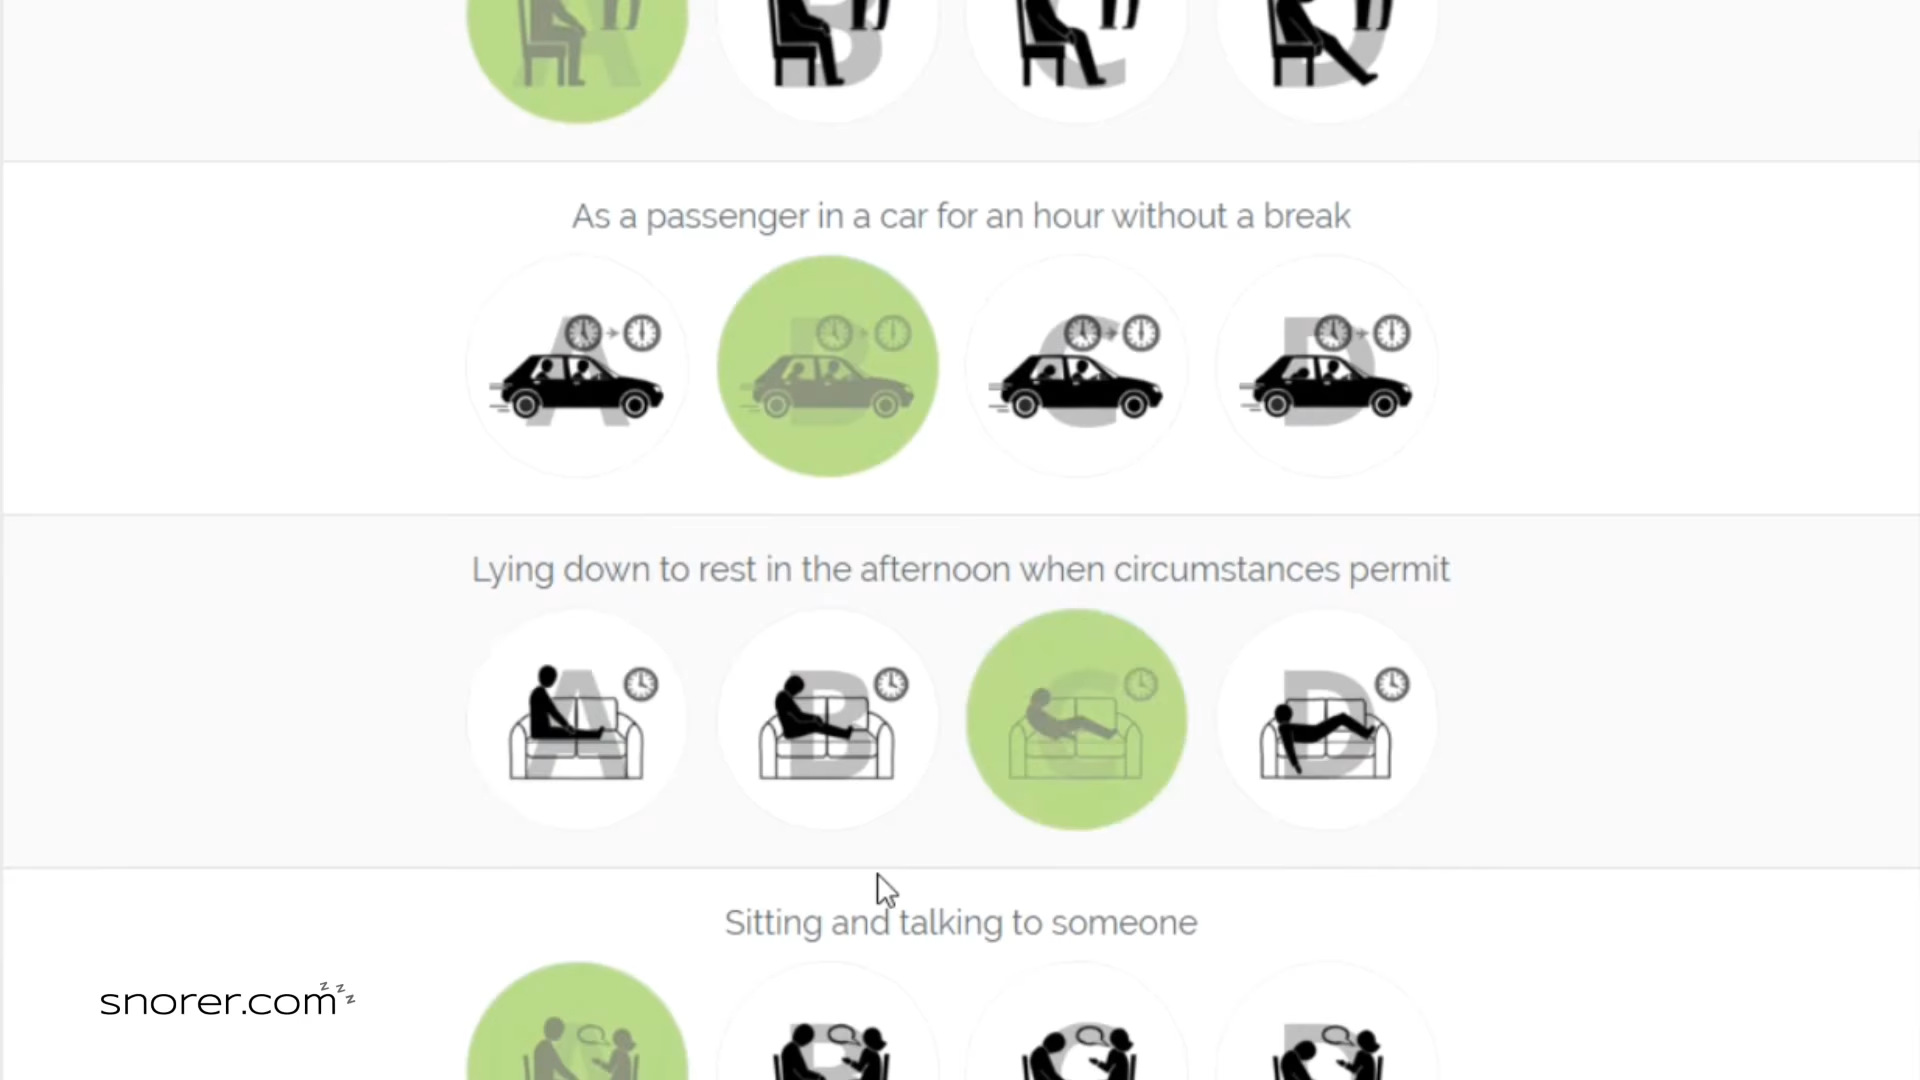 A B C D
As a passenger in a car for an hour without a break
A B C D
Lying down to rest in the afternoon when circumstances permit
A B C D
Sitting and talking to someone
snorer.com zzz